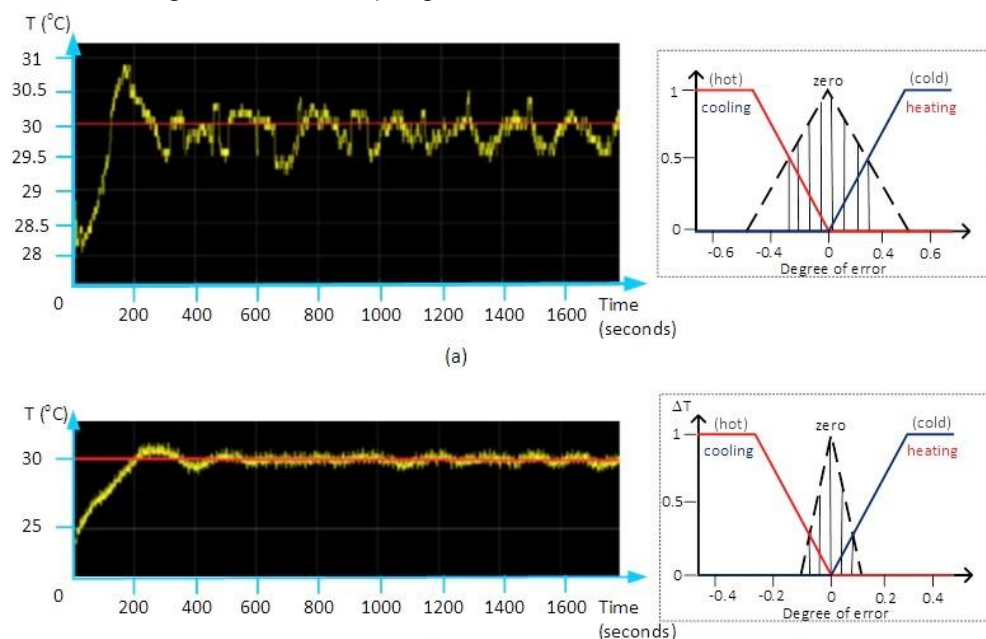 T (°C)
31
30.5
30
29.5
29
28.5
28
0
200 400 600 800 1000 1200 1400 1600
Time
(seconds)
(hot)
cooling
zero
(cold)
heating
1
0.5
0
-0.6 -0.4 0 0.4 0.6
Degree of error
(a)
T (°C)
30
25
0
200 400 600 800 1000 1200 1400 1600
Time
(seconds)
ΔT
(hot)
cooling
zero
(cold)
heating
1
0.5
0
-0.4 -0.2 0 0.2 0.4
Degree of error